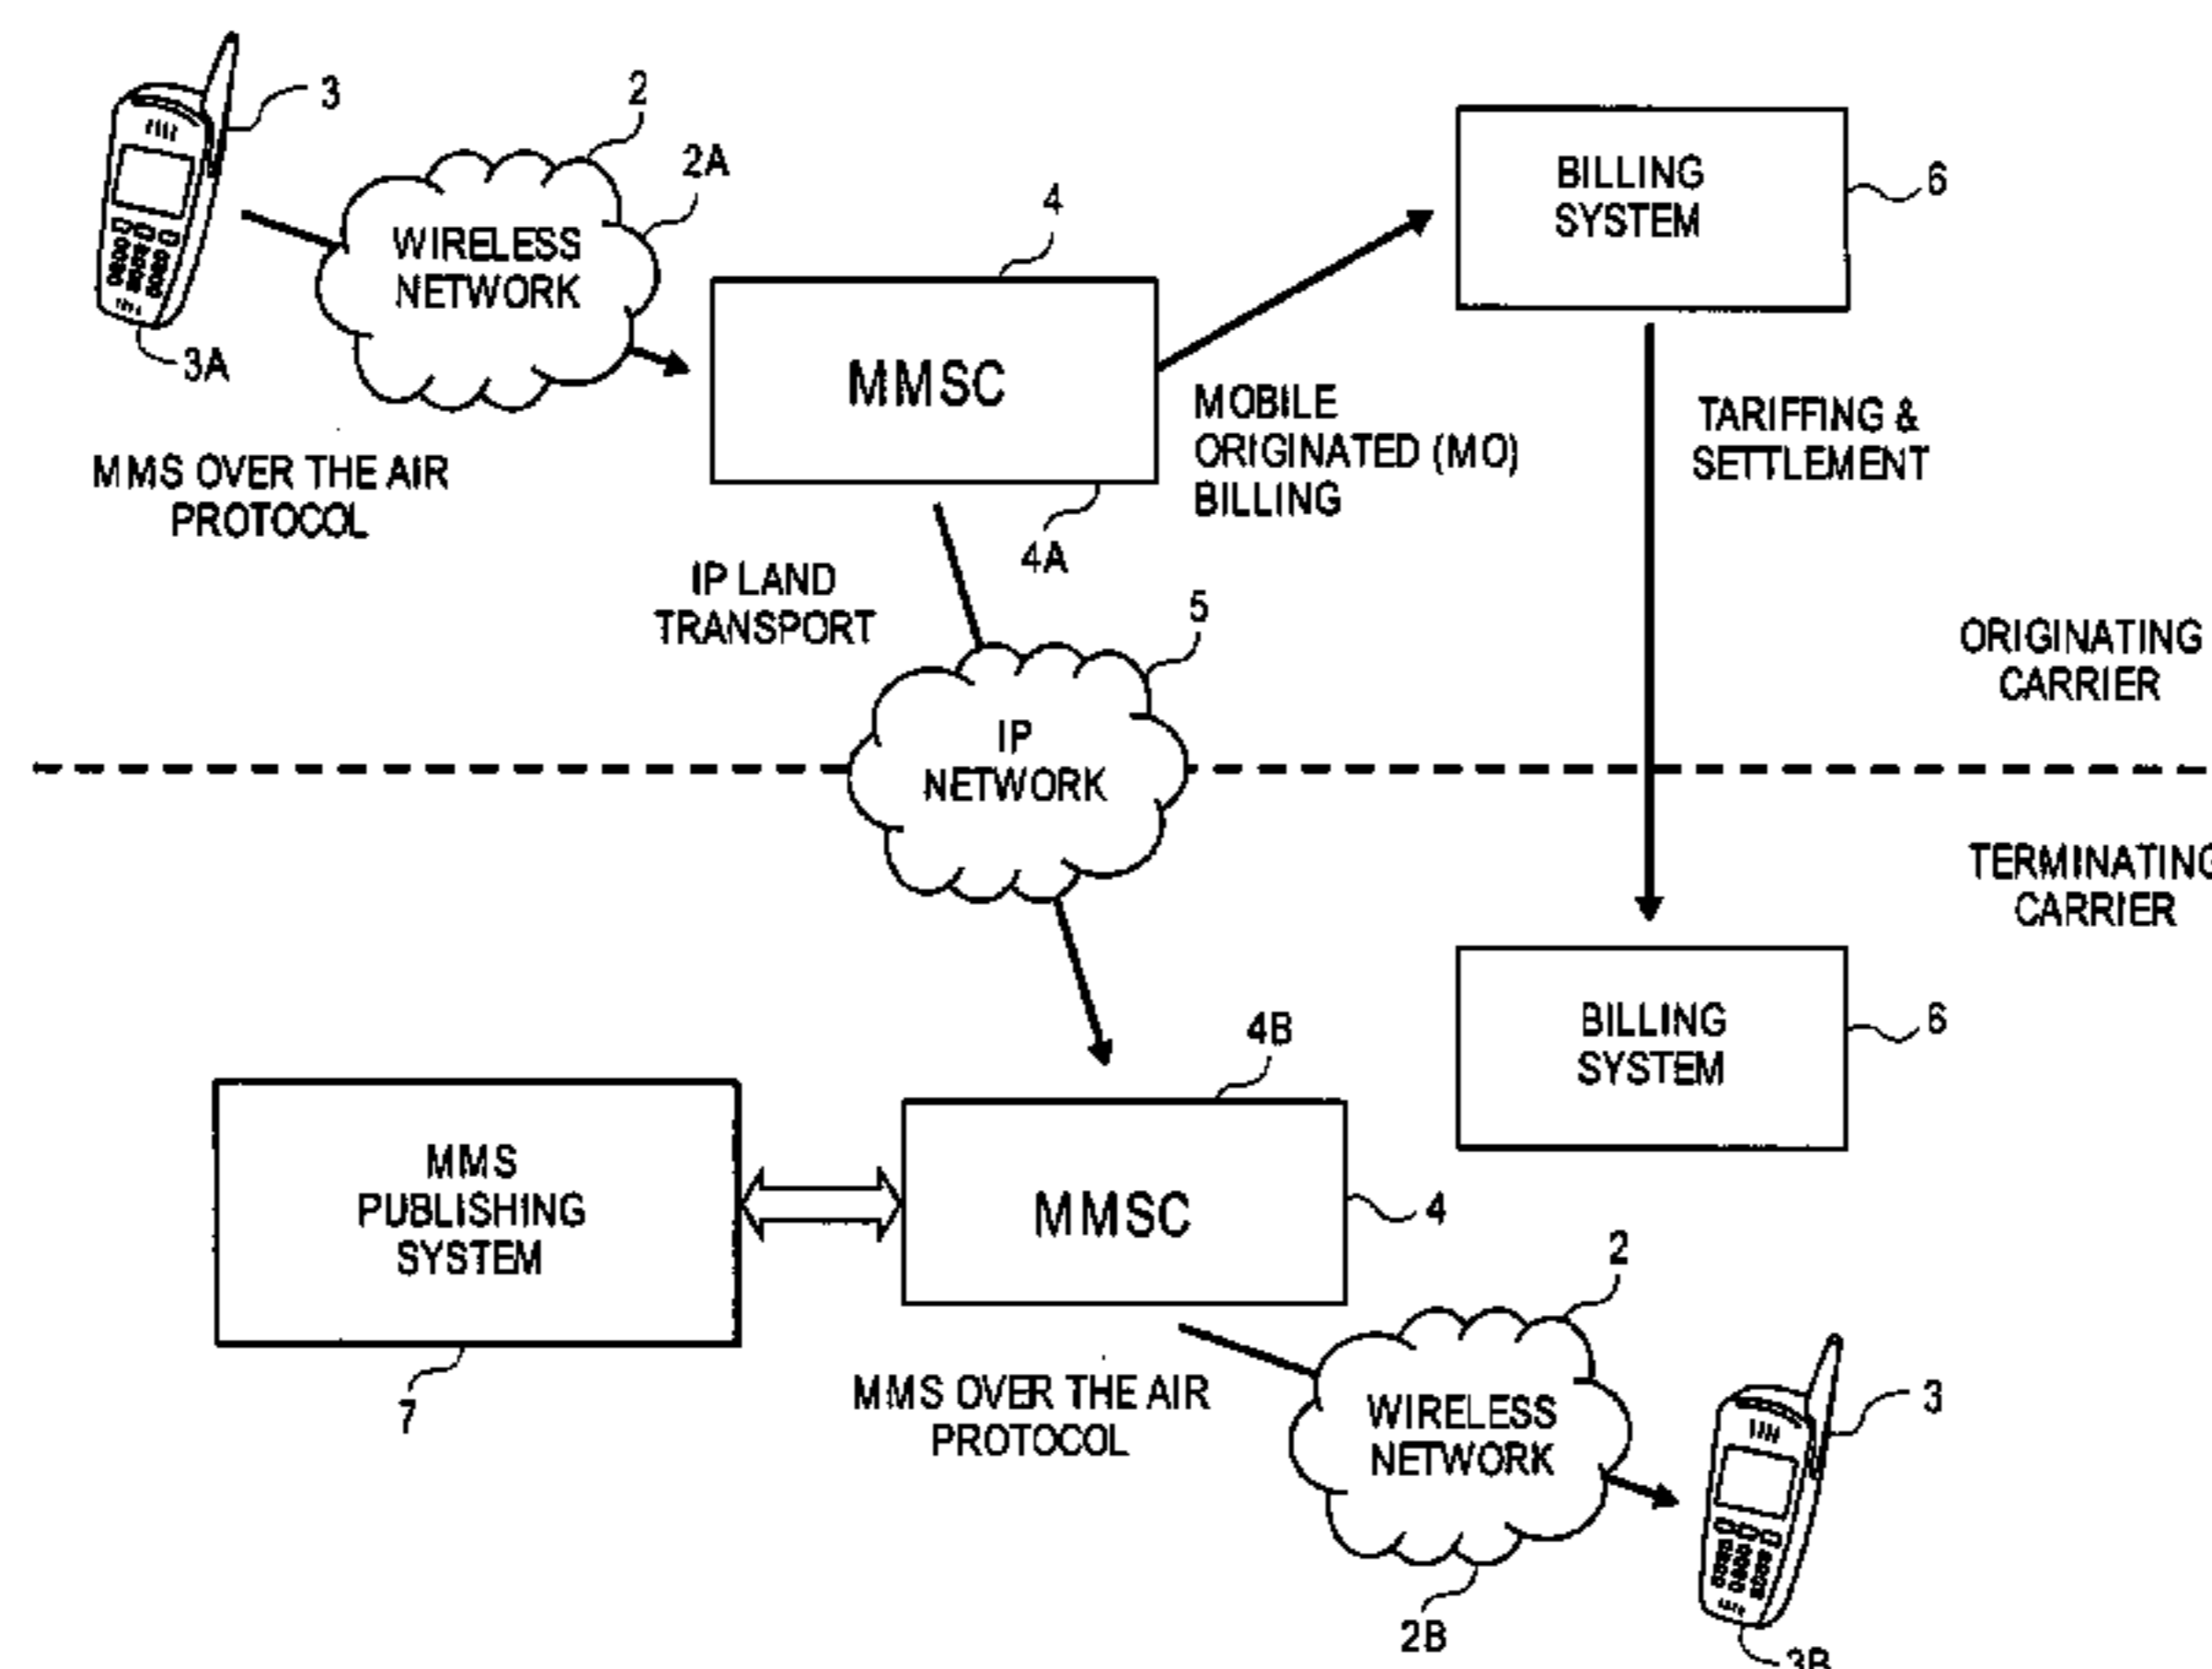 3
2
2A
WIRELESS
NETWORK
3A
MMS OVER THE AIR
PROTOCOL
4
MMSC
4A
MOBILE
ORIGINATED (MO)
BILLING
BILLING
SYSTEM
6
TARIFFING &
SETTLEMENT
IP LAND
TRANSPORT
5
IP
NETWORK
ORIGINATING
CARRIER
TERMINATING
CARRIER
BILLING
SYSTEM
6
4B
MMSC
4
MMS
PUBLISHING
SYSTEM
7
MMS OVER THE AIR
PROTOCOL
2
WIRELESS
NETWORK
2B
3
3B